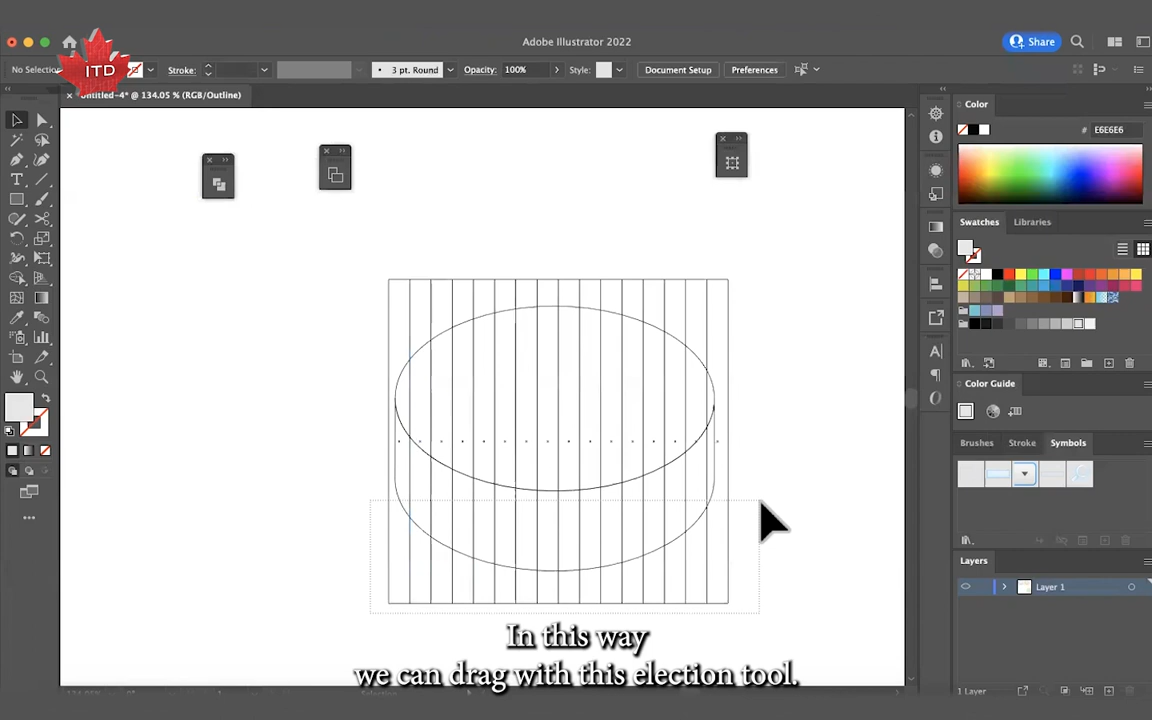 Adobe Illustrator 2022
Share
ITD
No Selection
Stroke:
3 pt. Round
Opacity:
100%
Style:
Document Setup
Preferences
Untitled-4* @ 134.05 % (RGB/Outline)
Color
# E6E6E6
Swatches
Libraries
Color Guide
Brushes
Stroke
Symbols
Layers
Layer 1
In this way
we can drag with this election tool.
Selection
1 Layer